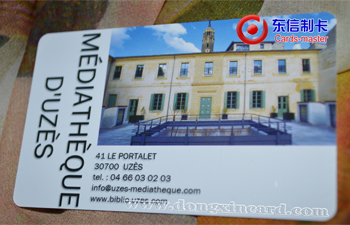 东信制卡
Cards-master
MÉDIATHÈQUE
D'UZÈS
41 LE PORTALET
30700 UZÈS
tel. : 04 66 03 02 03
info@uzes-mediatheque.com
www.biblio-uzes.com
www.dongxincard.com